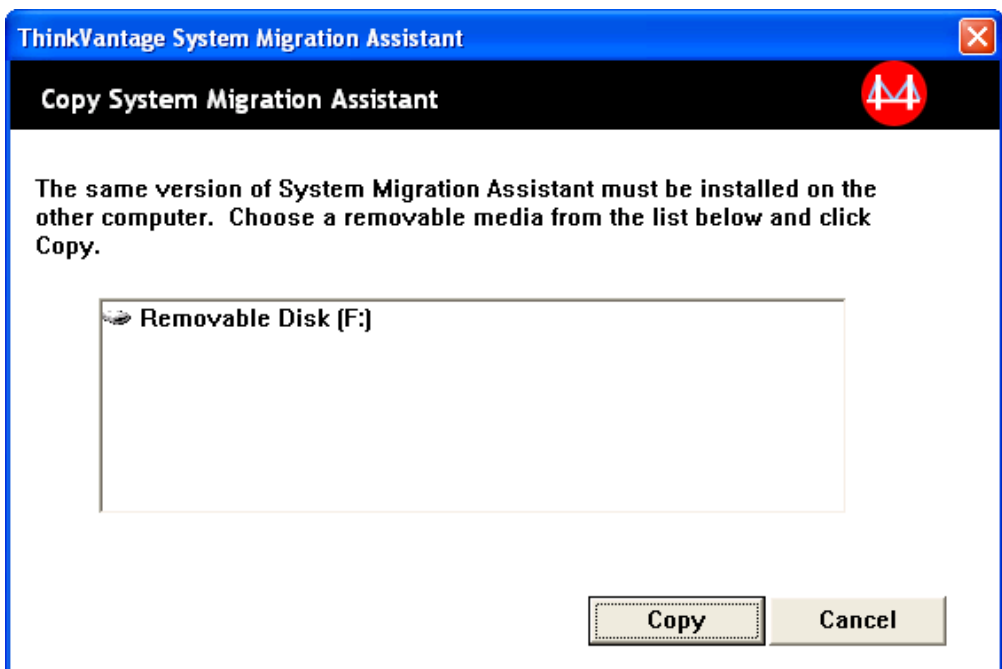 ThinkVantage System Migration Assistant
Copy System Migration Assistant
The same version of System Migration Assistant must be installed on the
other computer.  Choose a removable media from the list below and click
Copy.
Removable Disk (F:)
Copy
Cancel